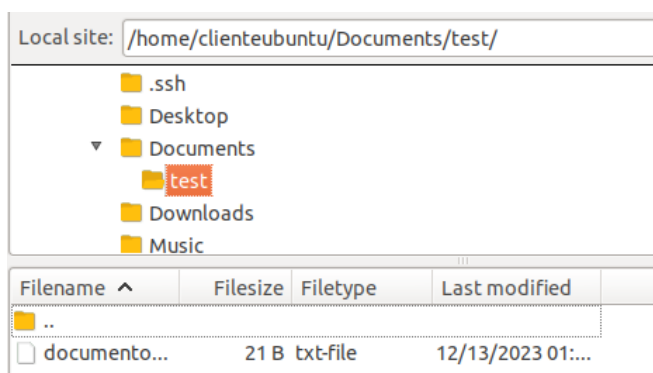 Local site: /home/clienteubuntu/Documents/test/
.ssh
Desktop
Documents
test
Downloads
Music
Filename Filesize Filetype Last modified
..
documento... 21 B txt-file 12/13/2023 01:...